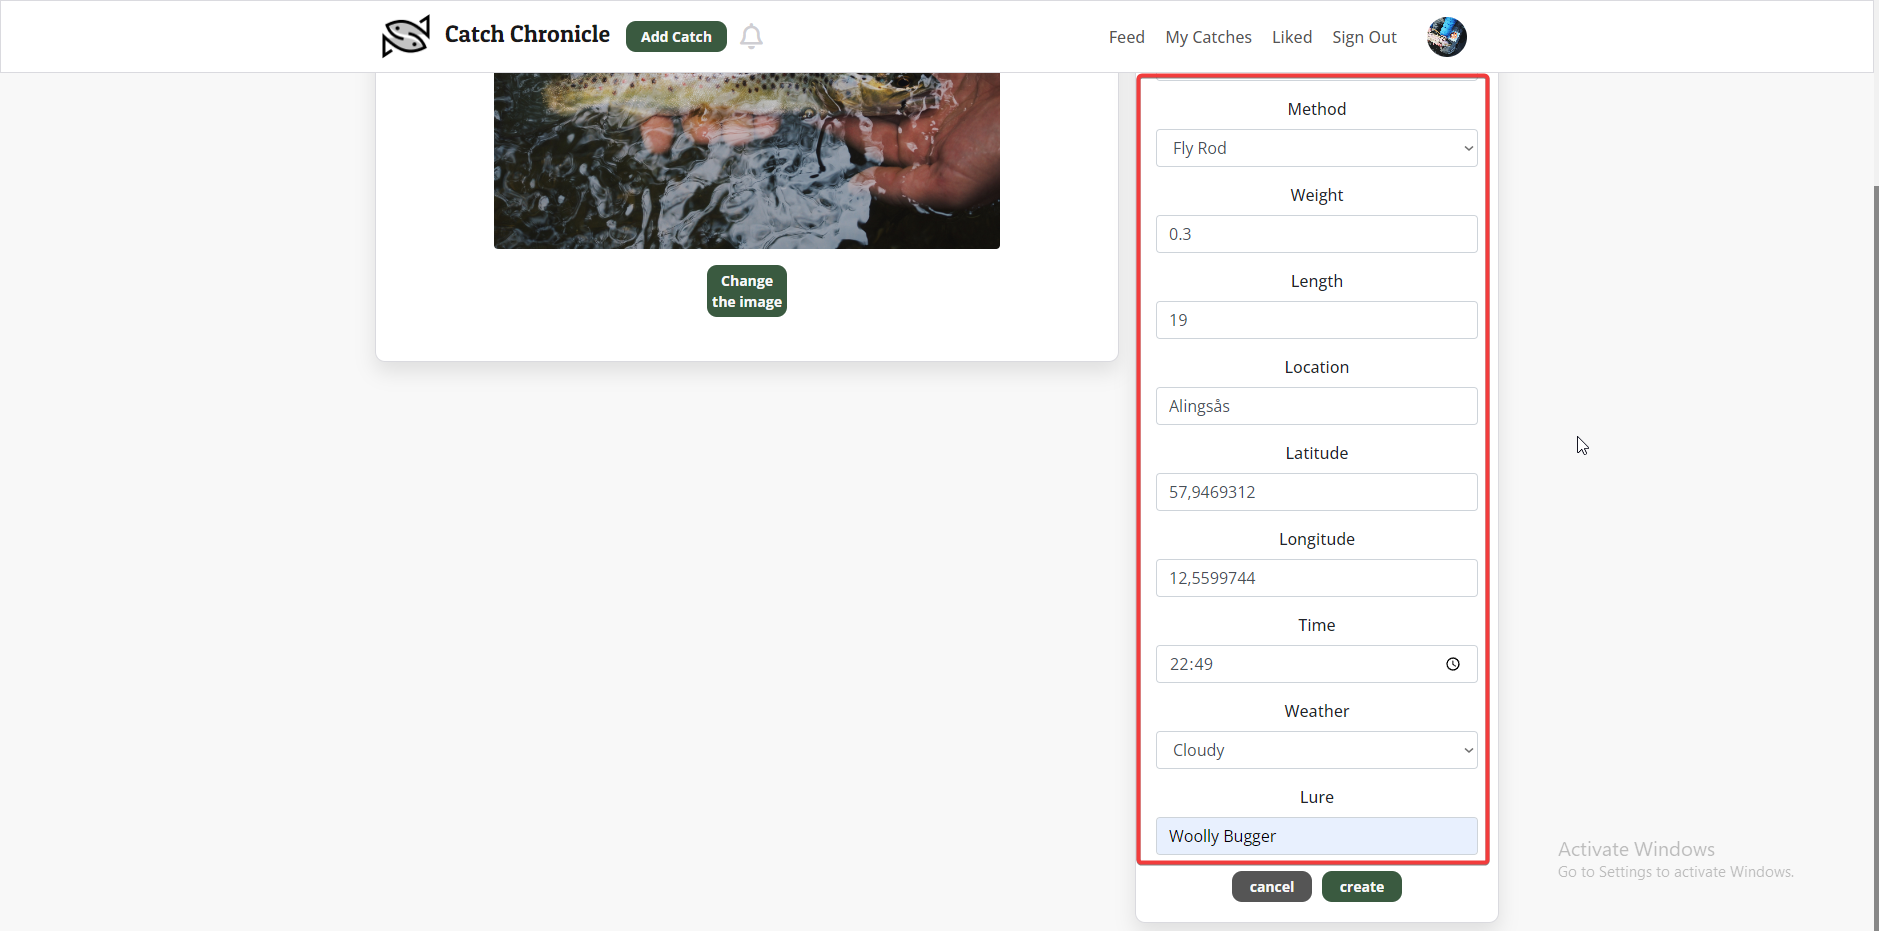 Catch Chronicle
Add Catch
Feed
My Catches
Liked
Sign Out
Change
the image
Method
Fly Rod
Weight
0.3
Length
19
Location
Alingsås
Latitude
57,9469312
Longitude
12,5599744
Time
22:49
Weather
Cloudy
Lure
Woolly Bugger
cancel
create
Activate Windows
Go to Settings to activate Windows.